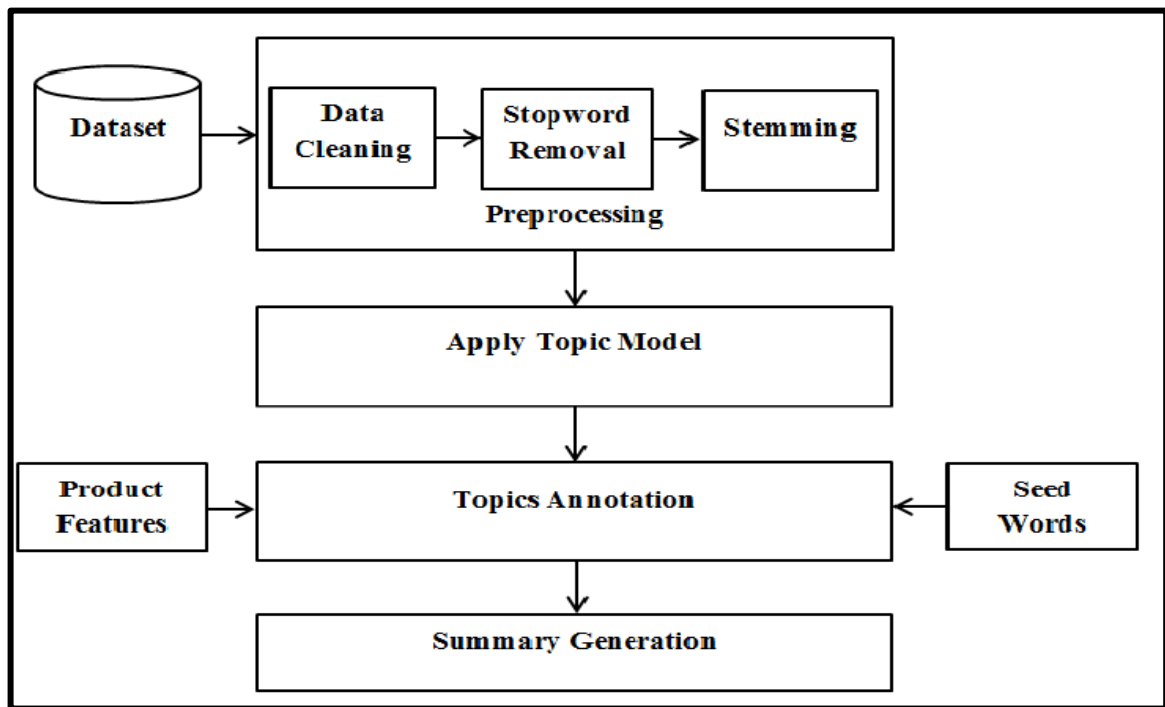 Dataset
Data
Cleaning
Stopword
Removal
Stemming
Preprocessing
Apply Topic Model
Product
Features
Topics Annotation
Seed
Words
Summary Generation